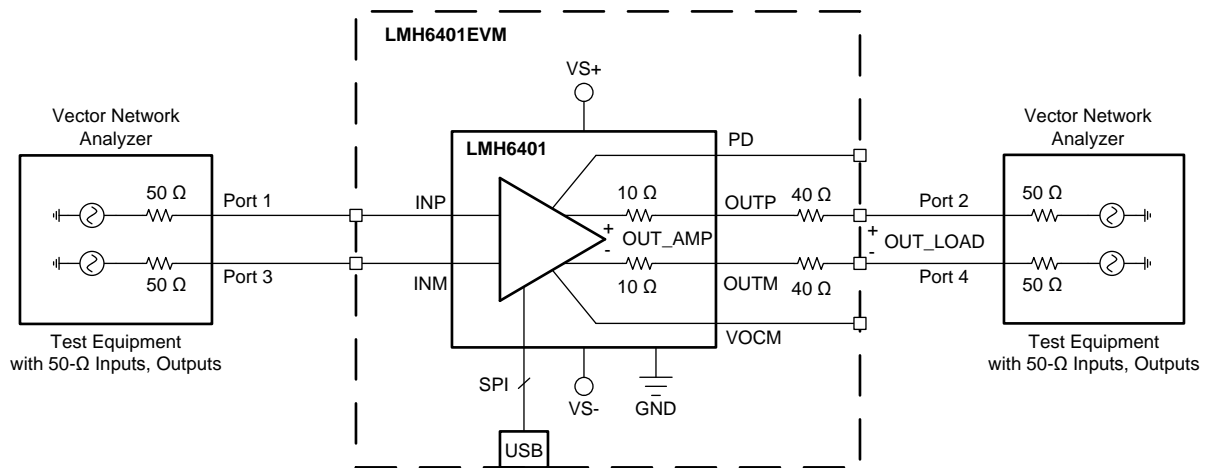 LMH6401EVM
VS+
Vector Network
Analyzer
50 Ω
Port 1
50 Ω
Port 3
Test Equipment
with 50-Ω Inputs, Outputs
LMH6401
INP
INM
10 Ω
+
-
OUT_AMP
10 Ω
PD
OUTP
40 Ω
OUTM
40 Ω
VOCM
SPI
VS-
GND
USB
Vector Network
Analyzer
Port 2
50 Ω
+
-
OUT_LOAD
Port 4
50 Ω
Test Equipment
with 50-Ω Inputs, Outputs